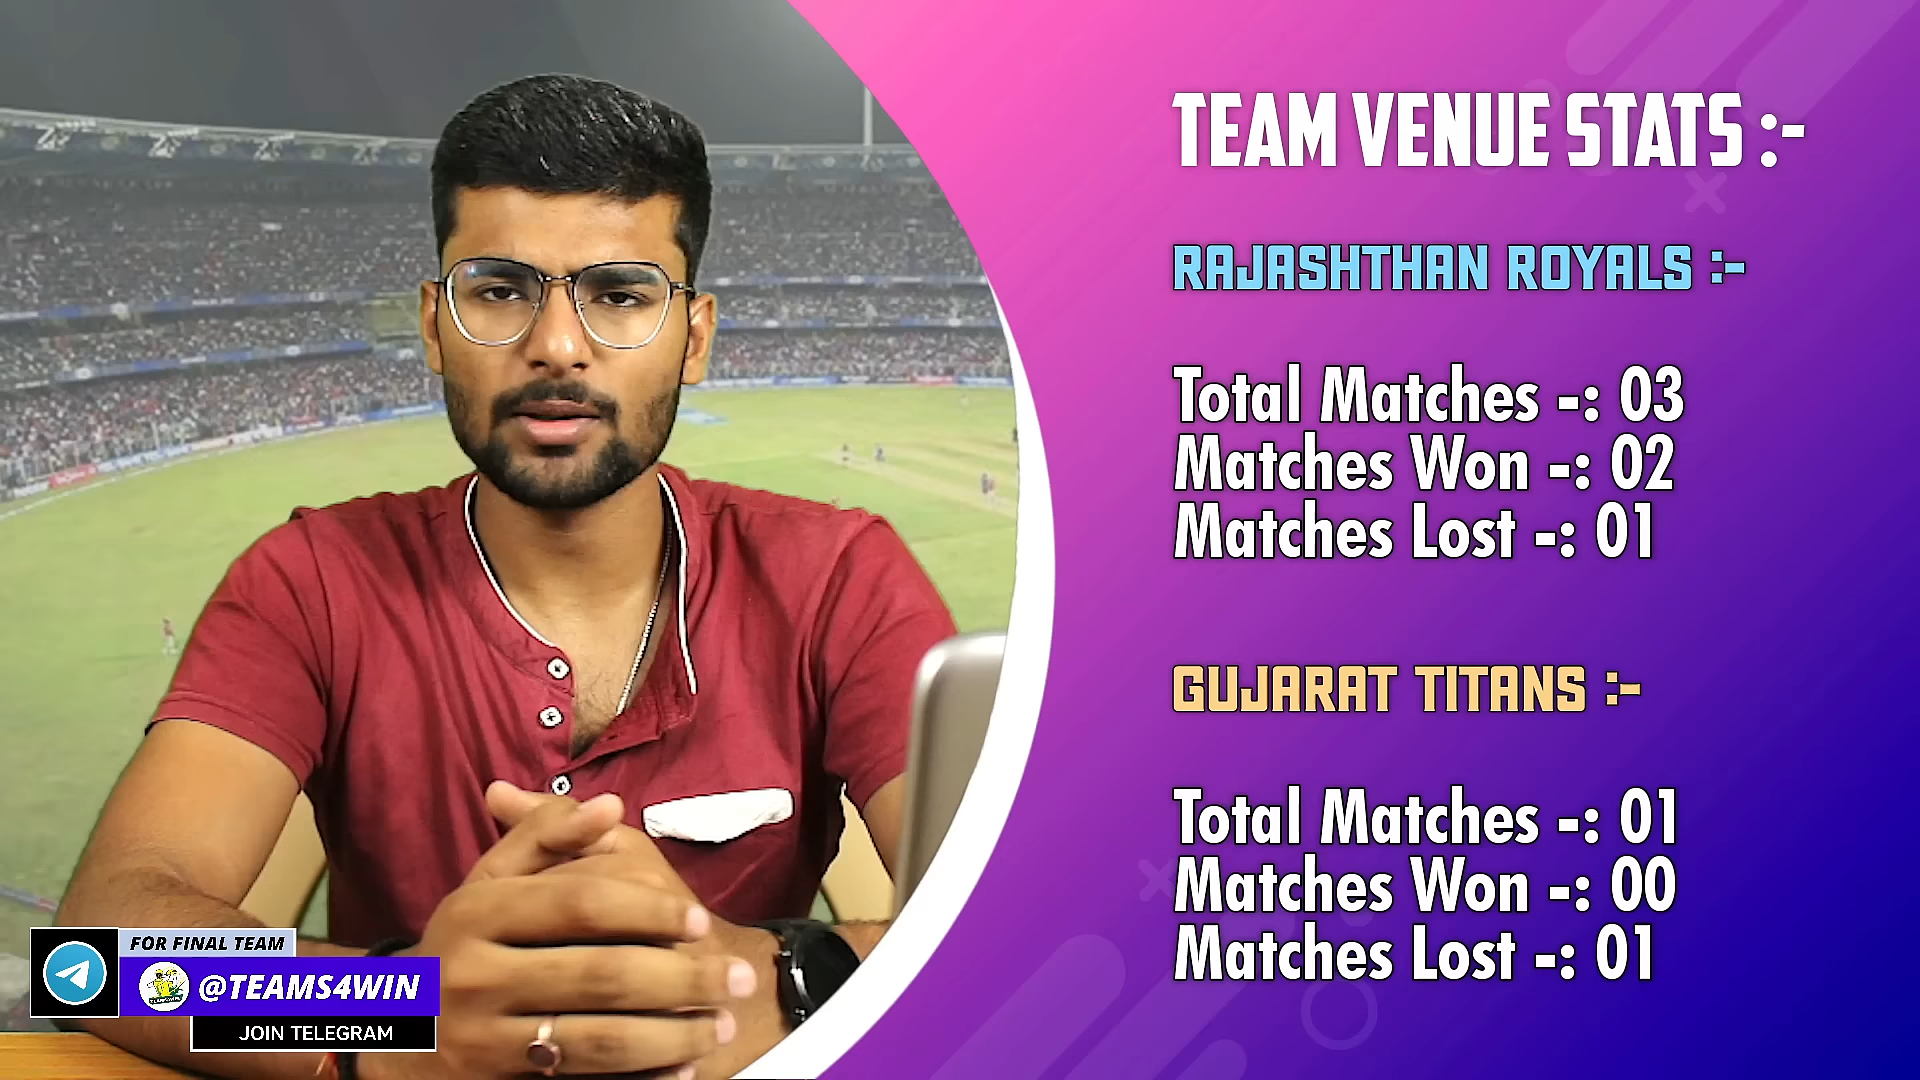 TEAM VENUE STATS :-
RAJASHTHAN ROYALS :-
Total Matches -: 03
Matches Won -: 02
Matches Lost -: 01
GUJARAT TITANS :-
Total Matches -: 01
Matches Won -: 00
Matches Lost -: 01
FOR FINAL TEAM
@TEAMS4WIN
JOIN TELEGRAM